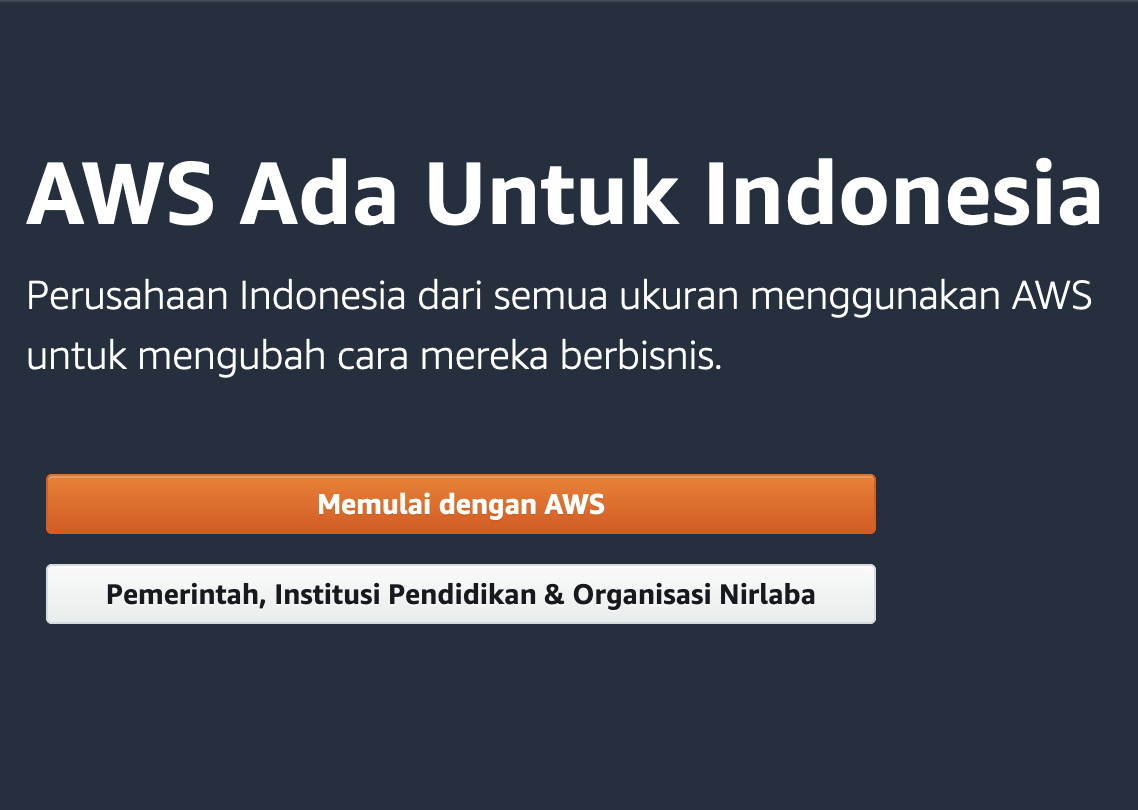 AWS Ada Untuk Indonesia
Perusahaan Indonesia dari semua ukuran menggunakan AWS
untuk mengubah cara mereka berbisnis.
Memulai dengan AWS
Pemerintah, Institusi Pendidikan & Organisasi Nirlaba